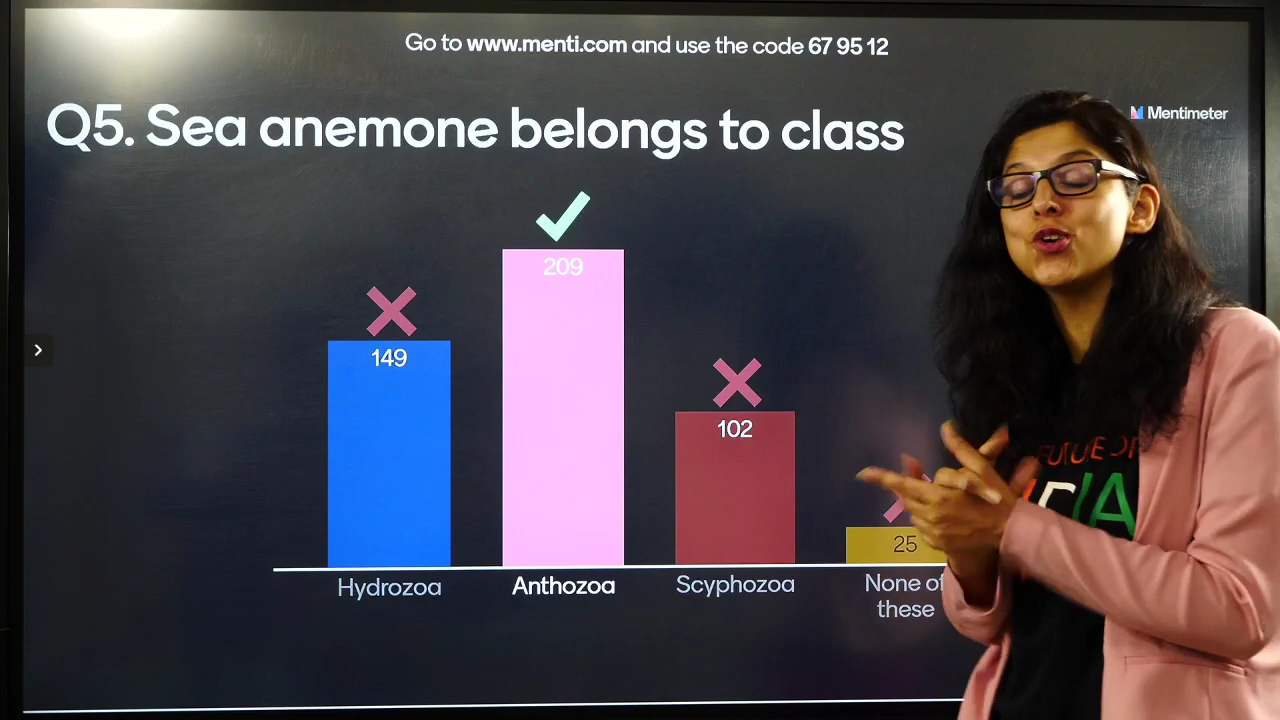 Go to www.menti.com and use the code 67 95 12
Mentimeter
Q5. Sea anemone belongs to class
149
209
102
25
Hydrozoa
Anthozoa
Scyphozoa
None of
these